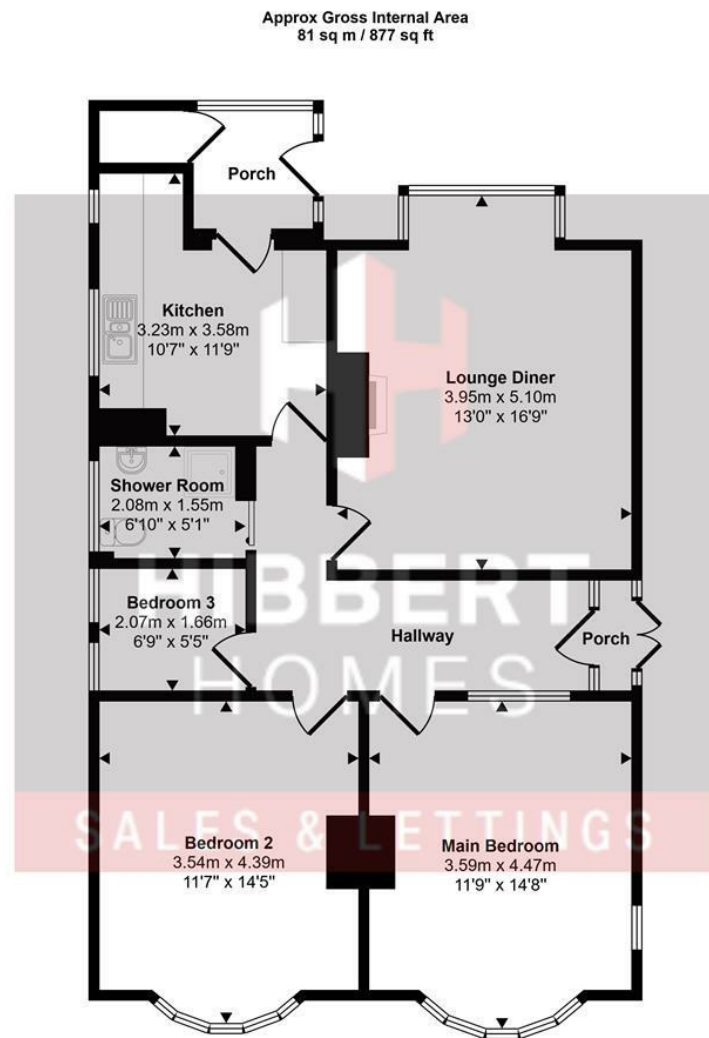 Approx Gross Internal Area
81 sq m / 877 sq ft
Porch
Kitchen
3.23m x 3.58m
10'7" x 11'9"
Lounge Diner
3.95m x 5.10m
13'0" x 16'9"
Shower Room
2.08m x 1.55m
6'10" x 5'1"
HIBBERT
Bedroom 3
2.07m x 1.66m
6'9" x 5'5"
Hallway
Porch
HOMES
SALES & LETTINGS
Bedroom 2
3.54m x 4.39m
11'7" x 14'5"
Main Bedroom
3.59m x 4.47m
11'9" x 14'8"